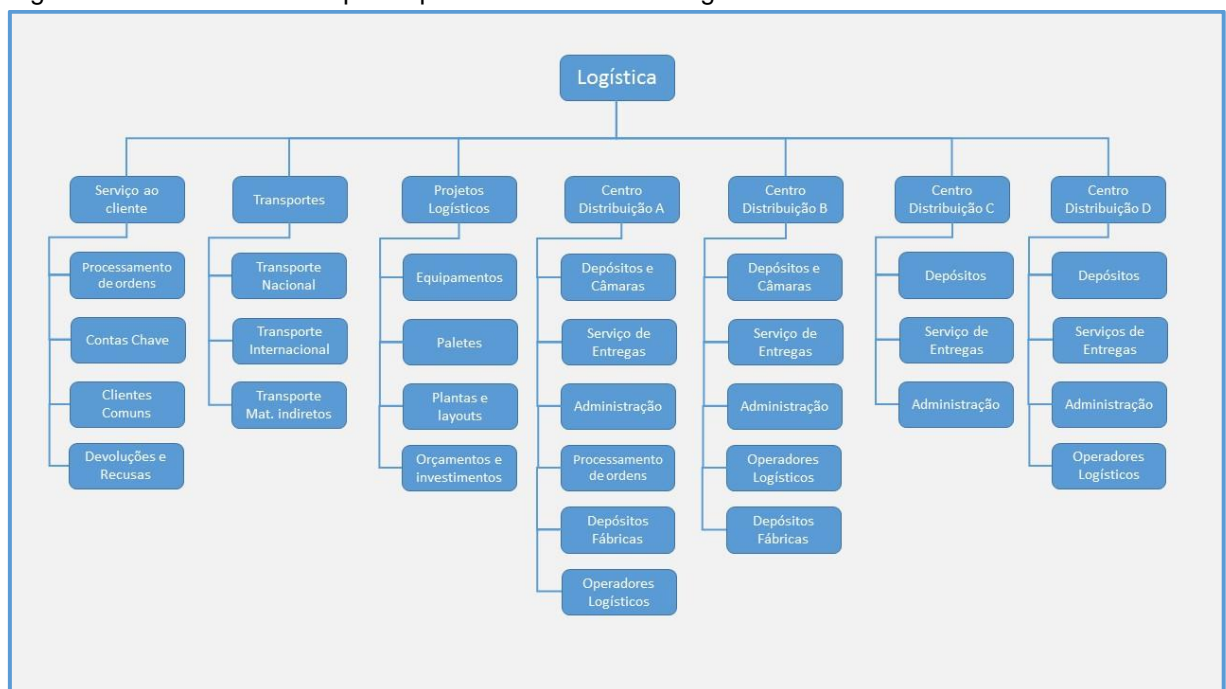 Logística
Serviço ao
cliente
Processamento
de ordens
Contas Chave
Clientes
Comuns
Devoluções e
Recusas
Transportes
Transporte
Nacional
Transporte
Internacional
Transporte
Mat. indiretos
Projetos
Logísticos
Equipamentos
Paletes
Plantas e
layouts
Orçamentos e
investimentos
Centro
Distribuição A
Depósitos e
Câmaras
Serviço de
Entregas
Administração
Processamento
de ordens
Depósitos
Fábricas
Operadores
Logísticos
Centro
Distribuição B
Depósitos e
Câmaras
Serviço de
Entregas
Administração
Operadores
Logísticos
Depósitos
Fábricas
Centro
Distribuição C
Depósitos
Serviço de
Entregas
Administração
Centro
Distribuição D
Depósitos
Serviços de
Entregas
Administração
Operadores
Logísticos